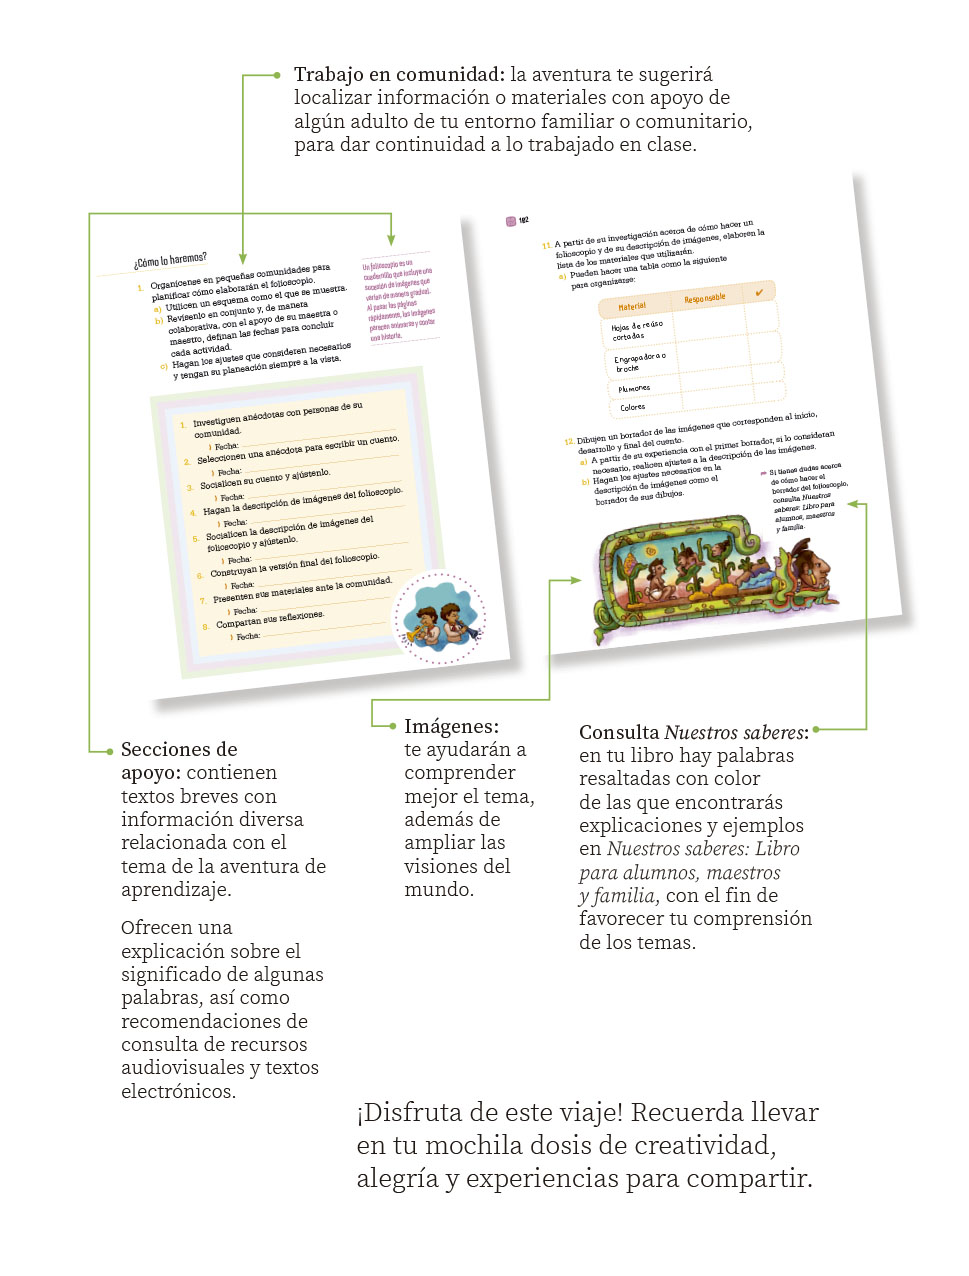 Trabajo en comunidad: la aventura te sugerirá
localizar información o materiales con apoyo de
algún adulto de tu entorno familiar o comunitario,
para dar continuidad a lo trabajado en clase.
¿Cómo lo haremos?
1. Organícense en pequeñas comunidades para
planificar cómo elaborarán el folioscopio.
a) Utilicen un esquema como el que se muestra.
b) Revísenlo en conjunto y, de manera
colaborativa, con el apoyo de su maestra o
maestro, definan las fechas para concluir
cada actividad.
c) Hagan los ajustes que consideren necesarios
y tengan su planeación siempre a la vista.
Un folioscopio es un
cuadernillo que incluye una
sucesión de imágenes que
varían de manera gradual.
Al pasar las páginas
rápidamente, las imágenes
parecen animarse y contar
una historia.
1. Investiguen anécdotas con personas de su
comunidad.
Fecha:
2. Seleccionen una anécdota para escribir un cuento.
Fecha:
3. Socialicen su cuento y ajústenlo.
Fecha:
4. Hagan la descripción de imágenes del folioscopio.
Fecha:
5. Socialicen la descripción de imágenes del
folioscopio y ajústenlo.
Fecha:
6. Construyan la versión final del folioscopio.
Fecha:
7. Presenten sus materiales ante la comunidad.
Fecha:
8. Compartan sus reflexiones.
Fecha:
182
11. A partir de su investigación acerca de cómo hacer un
folioscopio y de su descripción de imágenes, elaboren la
lista de los materiales que utilizarán.
a) Pueden hacer una tabla como la siguiente
para organizarse:
Material Responsable ✔
Hojas de reúso
cortadas
Engrapadora o
broche
Plumones
Colores
12. Dibujen un borrador de las imágenes que corresponden al inicio,
desarrollo y final del cuento.
a) A partir de su experiencia con el primer borrador, si lo consideran
necesario, realicen ajustes a la descripción de las imágenes.
b) Hagan los ajustes necesarios en la
descripción de imágenes como el
borrador de sus dibujos.
Si tienes dudas acerca
de cómo hacer el
borrador del folioscopio,
consulta Nuestros
saberes: Libro para
alumnos, maestros
y familia.
Secciones de
apoyo: contienen
textos breves con
información diversa
relacionada con el
tema de la aventura de
aprendizaje.
Ofrecen una
explicación sobre el
significado de algunas
palabras, así como
recomendaciones de
consulta de recursos
audiovisuales y textos
electrónicos.
Imágenes:
te ayudarán a
comprender
mejor el tema,
además de
ampliar las
visiones del
mundo.
Consulta Nuestros saberes:
en tu libro hay palabras
resaltadas con color
de las que encontrarás
explicaciones y ejemplos
en Nuestros saberes: Libro
para alumnos, maestros
y familia, con el fin de
favorecer tu comprensión
de los temas.
¡Disfruta de este viaje! Recuerda llevar
en tu mochila dosis de creatividad,
alegría y experiencias para compartir.